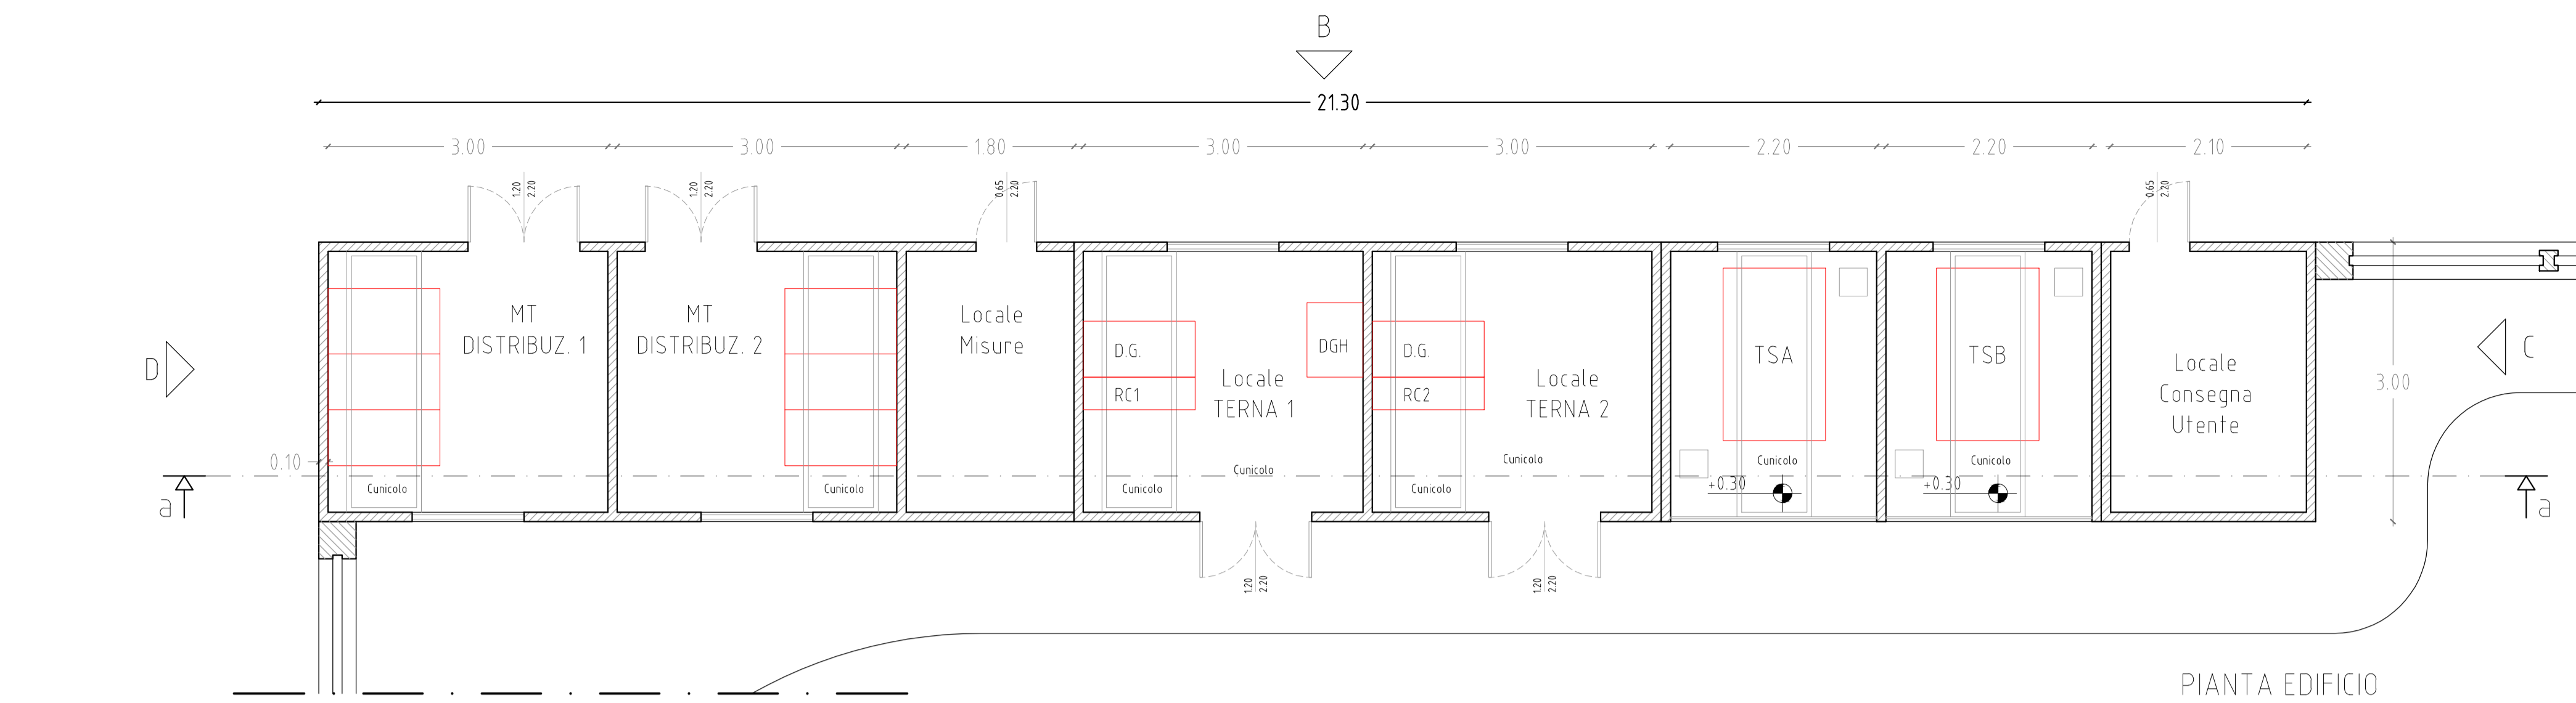 B
21.30
3.00 3.00 1.80 3.00 3.00 2.20 2.20 2.10
1.20 2.20
1.20 2.20
0.65 2.20
0.65 2.20
MT
DISTRIBUZ. 1
MT
DISTRIBUZ. 2
Locale
Misure
D.G.
RC1
DGH
Locale
TERNA 1
D.G.
RC2
Locale
TERNA 2
TSA
TSB
Locale
Consegna
Utente
D
C
3.00
0.10
Cunicolo
Cunicolo
Cunicolo
Cunicolo
Cunicolo
Cunicolo
Cunicolo
Cunicolo
+0.30
+0.30
a
a
1.20 2.20
1.20 2.20
PIANTA EDIFICIO